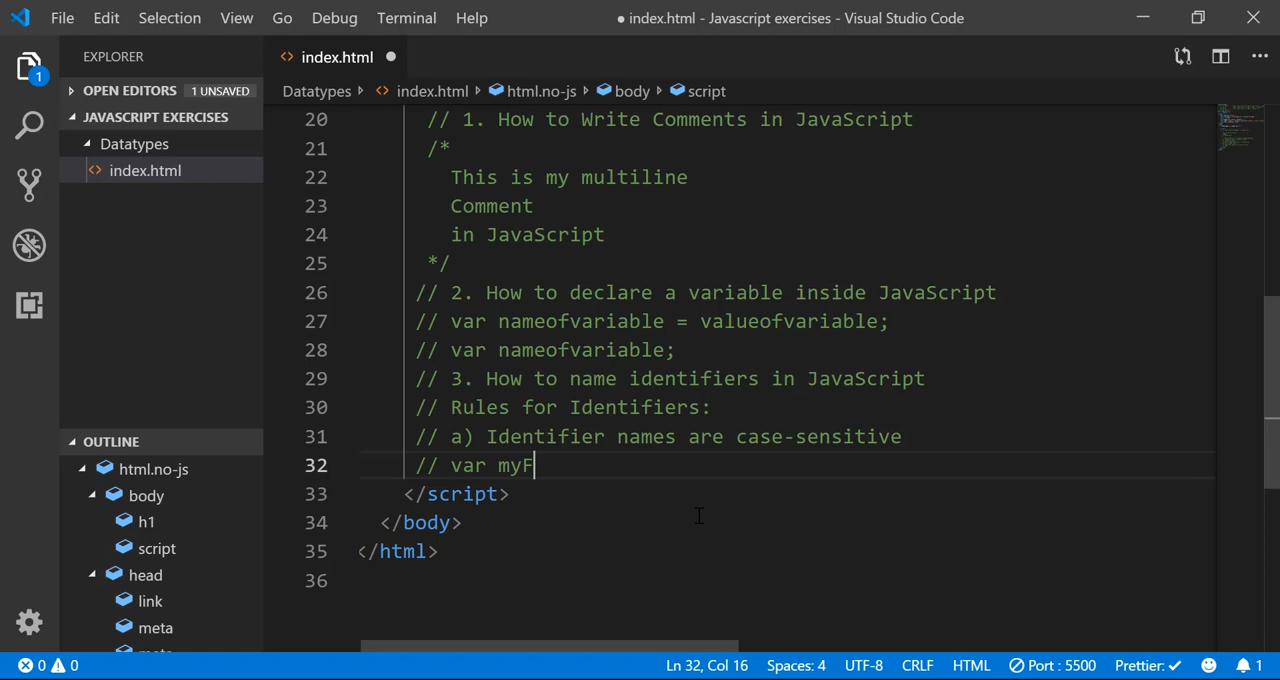 File Edit Selection View Go Debug Terminal Help ● index.html - Javascript exercises - Visual Studio Code
EXPLORER
OPEN EDITORS 1 UNSAVED
JAVASCRIPT EXERCISES
Datatypes
<> index.html
OUTLINE
html.no-js
body
h1
script
head
link
meta
1
<> index.html ●
Datatypes <> index.html html.no-js body script
20 // 1. How to Write Comments in JavaScript
21 /*
22 This is my multiline
23 Comment
24 in JavaScript
25 */
26 // 2. How to declare a variable inside JavaScript
27 // var nameofvariable = valueofvariable;
28 // var nameofvariable;
29 // 3. How to name identifiers in JavaScript
30 // Rules for Identifiers:
31 // a) Identifier names are case-sensitive
32 // var myF
33 </script>
34 </body>
35 </html>
36
0 0 Ln 32, Col 16 Spaces: 4 UTF-8 CRLF HTML Port : 5500 Prettier: ✓ 1